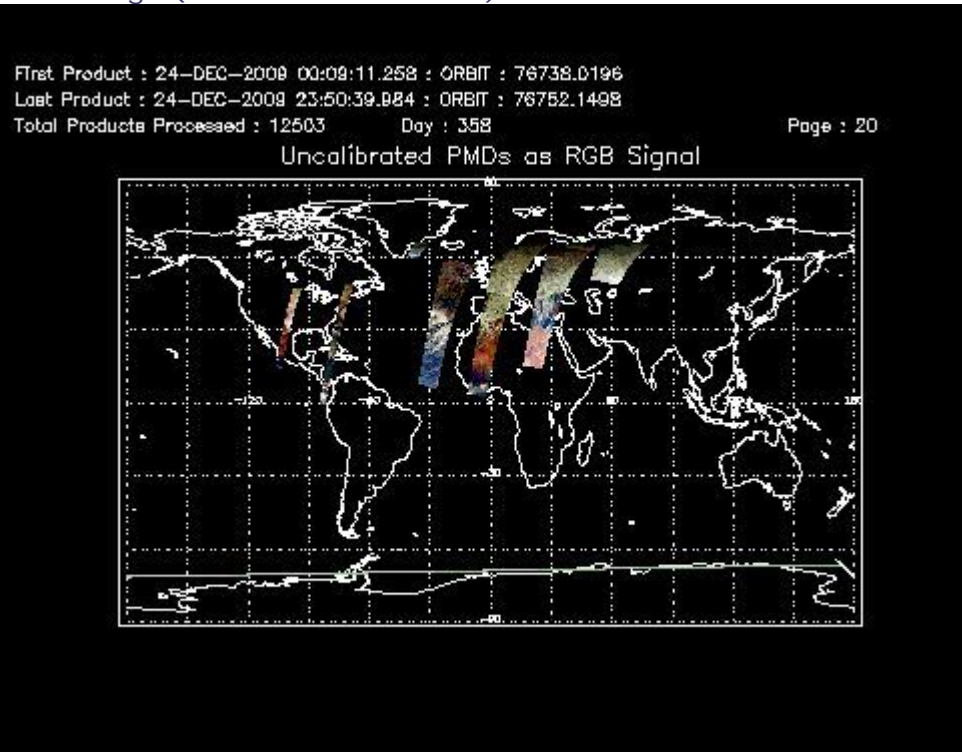 First Product : 24-DEC-2009 00:09:11.258 : ORBIT : 76738.0196
Last Product : 24-DEC-2009 23:50:39.984 : ORBIT : 76752.1498
Total Products Processed : 12503 Day : 358 Page : 20
Uncalibrated PMDs as RGB Signal